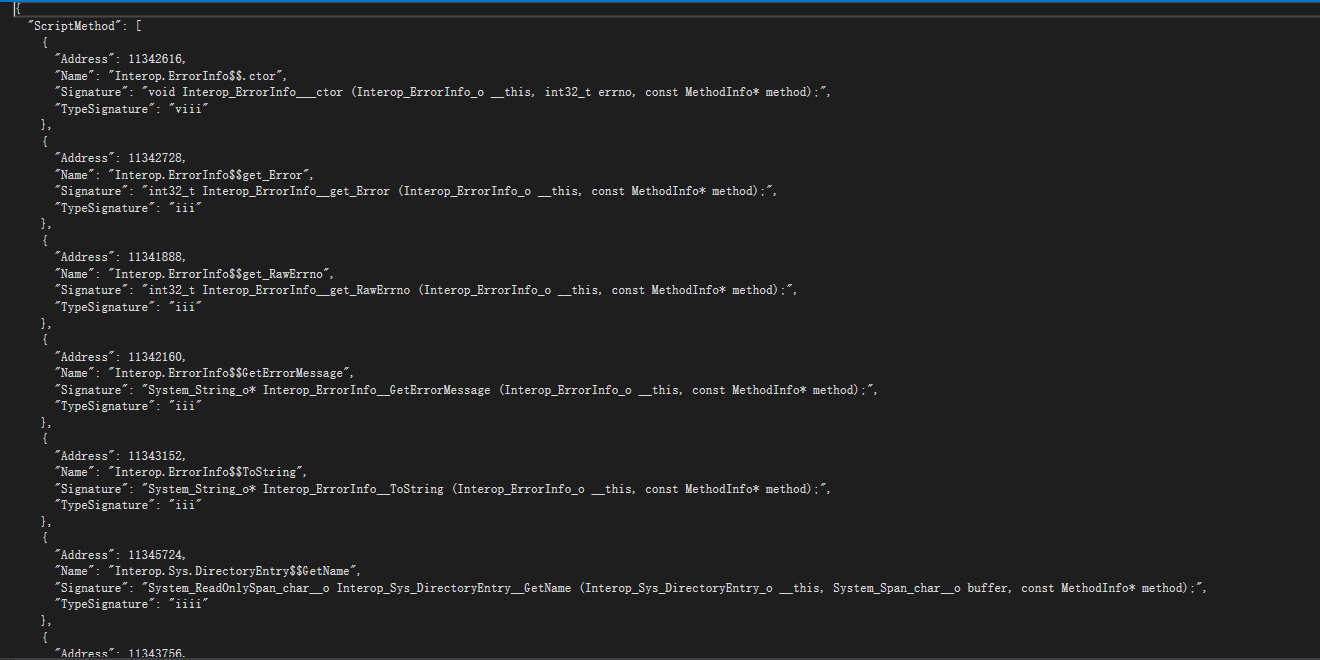 {
"ScriptMethod": [
{
"Address": 11342616,
"Name": "Interop.ErrorInfo$$.ctor",
"Signature": "void Interop_ErrorInfo___ctor (Interop_ErrorInfo_o __this, int32_t errno, const MethodInfo* method);",
"TypeSignature": "viii"
},
{
"Address": 11342728,
"Name": "Interop.ErrorInfo$$get_Error",
"Signature": "int32_t Interop_ErrorInfo__get_Error (Interop_ErrorInfo_o __this, const MethodInfo* method);",
"TypeSignature": "iii"
},
{
"Address": 11341888,
"Name": "Interop.ErrorInfo$$get_RawErrno",
"Signature": "int32_t Interop_ErrorInfo__get_RawErrno (Interop_ErrorInfo_o __this, const MethodInfo* method);",
"TypeSignature": "iii"
},
{
"Address": 11342160,
"Name": "Interop.ErrorInfo$$GetErrorMessage",
"Signature": "System_String_o* Interop_ErrorInfo__GetErrorMessage (Interop_ErrorInfo_o __this, const MethodInfo* method);",
"TypeSignature": "iii"
},
{
"Address": 11343152,
"Name": "Interop.ErrorInfo$$ToString",
"Signature": "System_String_o* Interop_ErrorInfo__ToString (Interop_ErrorInfo_o __this, const MethodInfo* method);",
"TypeSignature": "iii"
},
{
"Address": 11345724,
"Name": "Interop.Sys.DirectoryEntry$$GetName",
"Signature": "System_ReadOnlySpan_char__o Interop_Sys_DirectoryEntry__GetName (Interop_Sys_DirectoryEntry_o __this, System_Span_char__o buffer, const MethodInfo* method);",
"TypeSignature": "iiii"
},
{
"Address": 11343756,